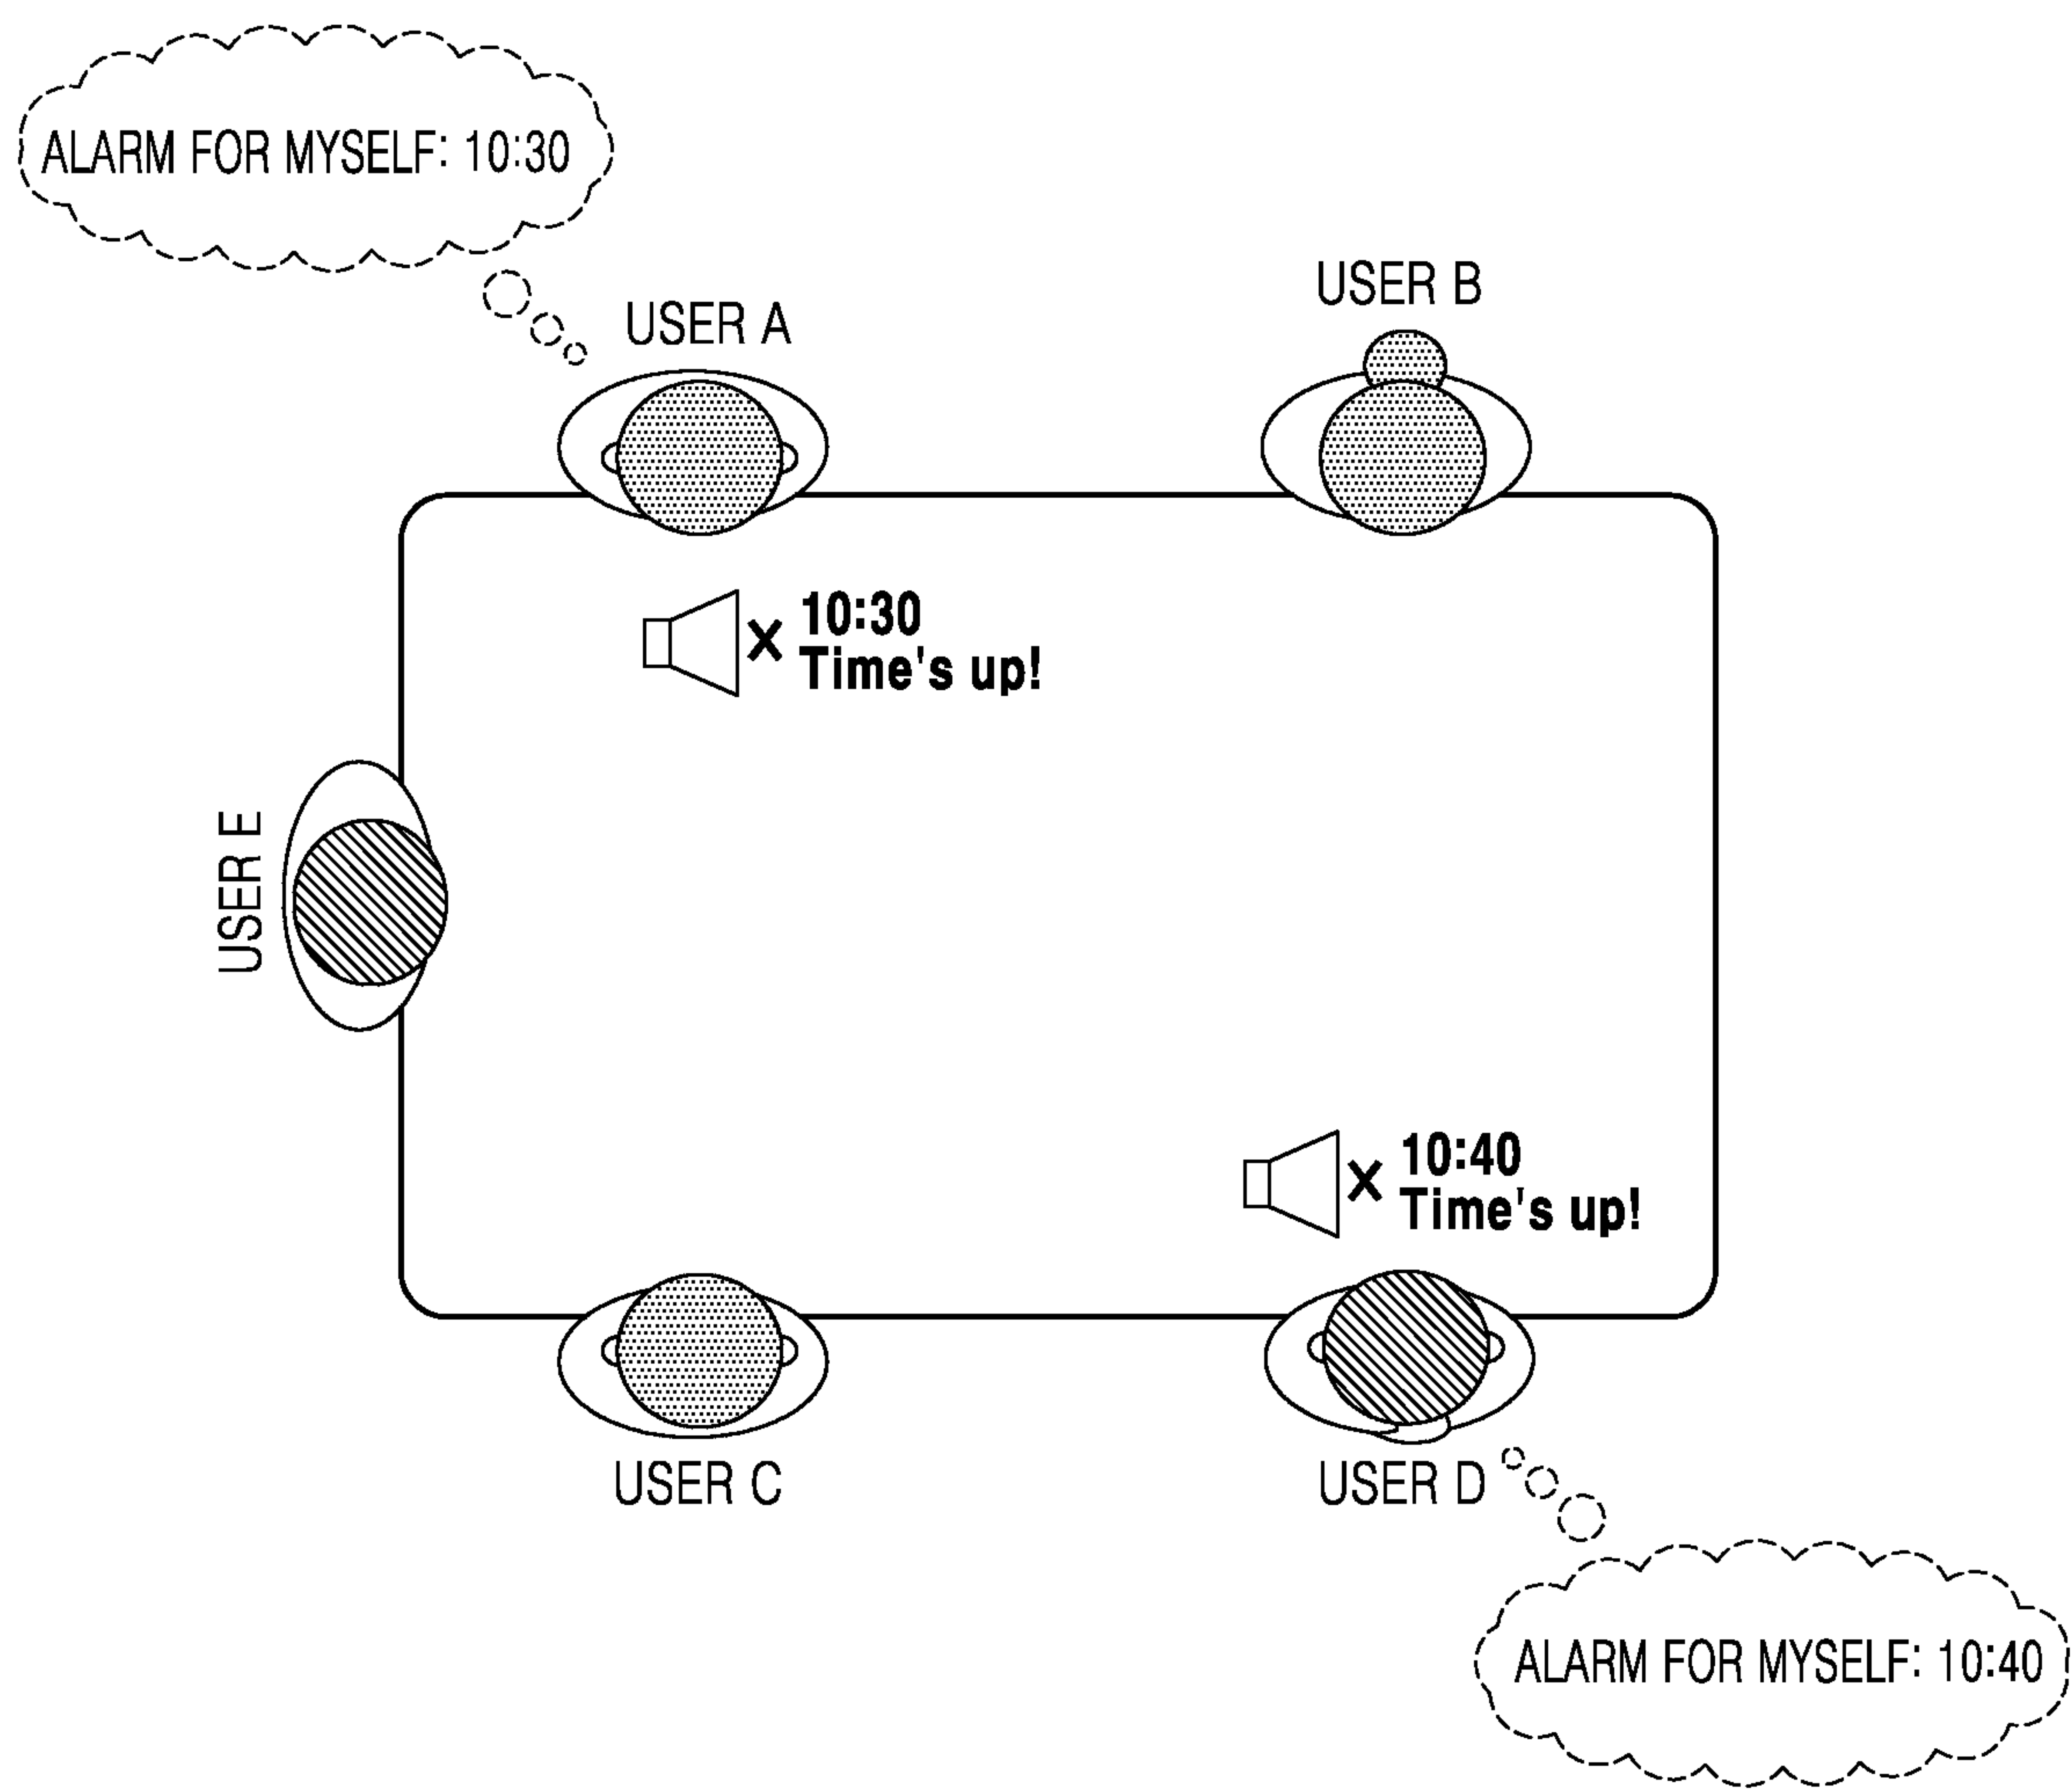 ALARM FOR MYSELF: 10:30
USER A
USER B
10:30
Time's up!
USER E
10:40
Time's up!
USER C
USER D
ALARM FOR MYSELF: 10:40